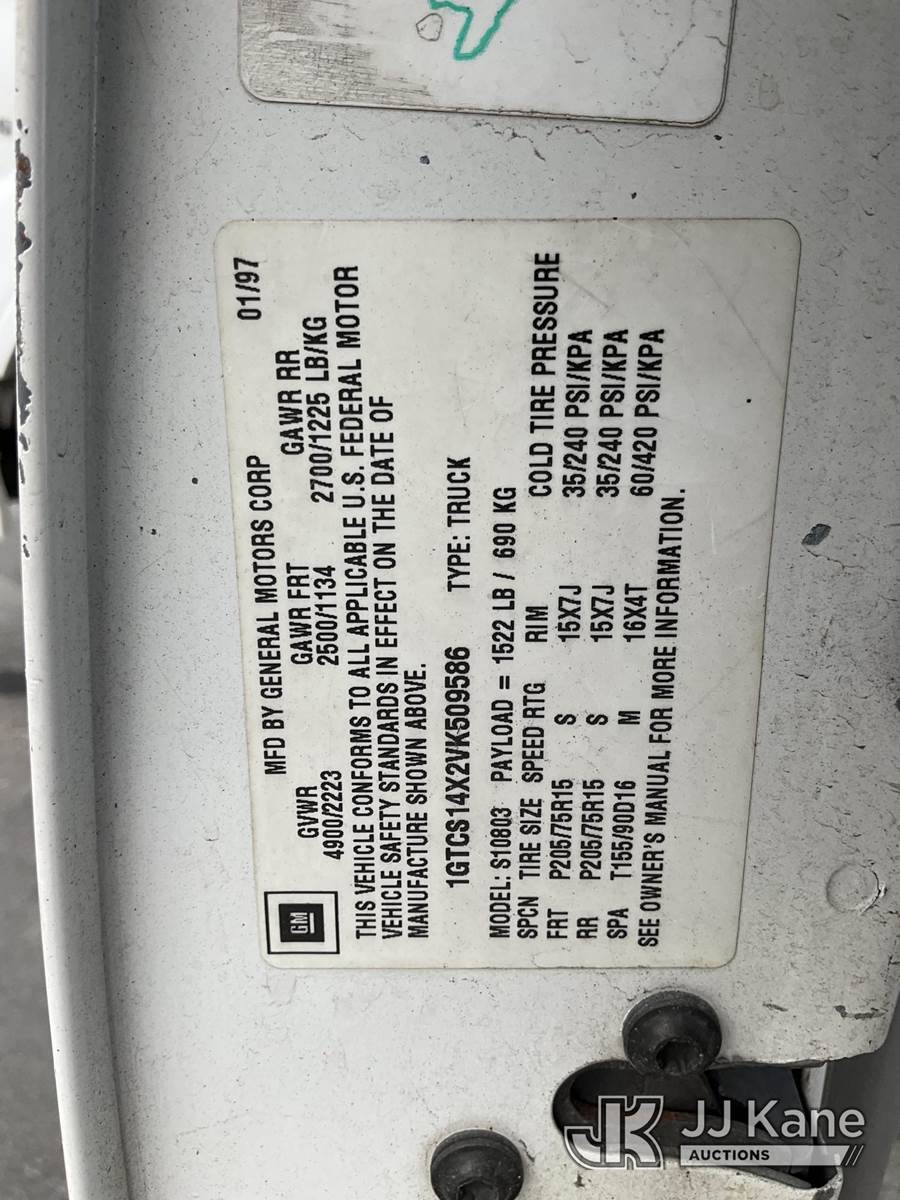 MFD BY GENERAL MOTORS CORP 01/97
GVWR GAWR FRT GAWR RR
4900/2223 2500/1134 2700/1225 LB/KG
THIS VEHICLE CONFORMS TO ALL APPLICABLE U.S. FEDERAL MOTOR
VEHICLE SAFETY STANDARDS IN EFFECT ON THE DATE OF
MANUFACTURE SHOWN ABOVE.
1GTCS14X2VK509586 TYPE: TRUCK
MODEL: S10803 PAYLOAD = 1522 LB / 690 KG
SPCN TIRE SIZE SPEED RTG RIM COLD TIRE PRESSURE
FRT P205/75R15 S 15X7J 35/240 PSI/KPA
RR P205/75R15 S 15X7J 35/240 PSI/KPA
SPA T155/90D16 M 16X4T 60/420 PSI/KPA
SEE OWNER'S MANUAL FOR MORE INFORMATION.
GM
JK JJ Kane
AUCTIONS